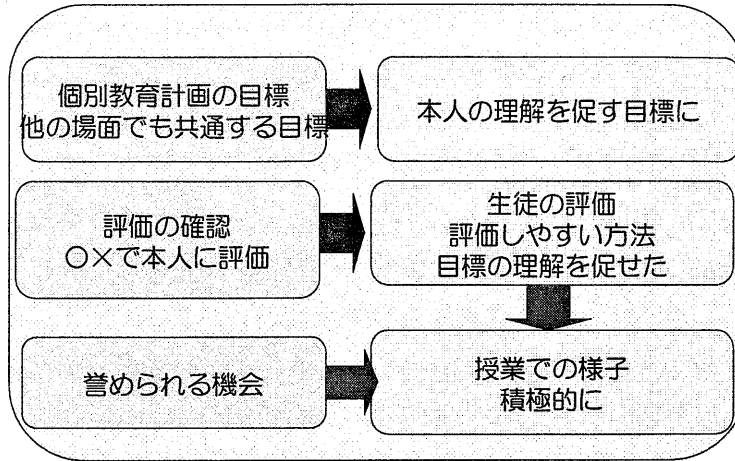 個別教育計画の目標
他の場面でも共通する目標
本人の理解を促す目標に
評価の確認
〇×で本人に評価
生徒の評価
評価しやすい方法
目標の理解を促せた
誉められる機会
授業での様子
積極的に